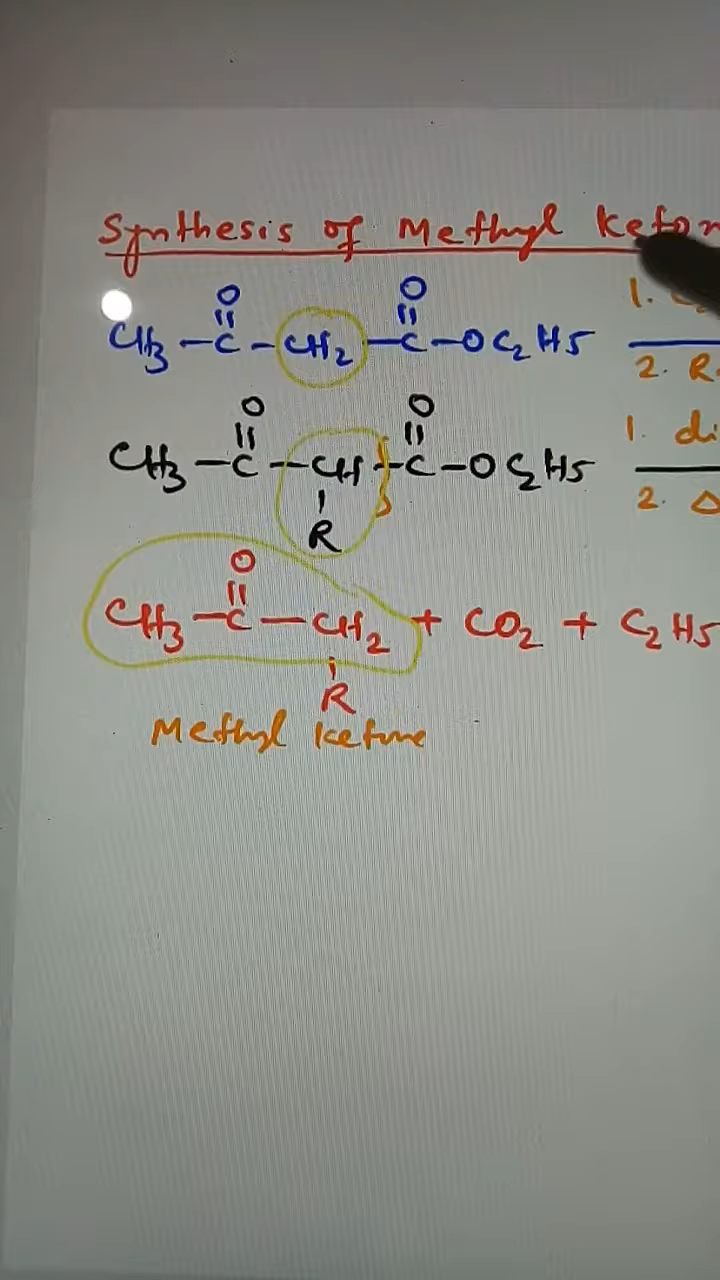 Synthesis of Methyl
O O
CH3 – C – CH2 – C – OC2H5
1.
2. R
O O
CH3 – C – CH – C – OC2H5
R
1. di
2. Δ
O
CH3 – C – CH2 + CO2 + C2H5
R
Methyl ketone